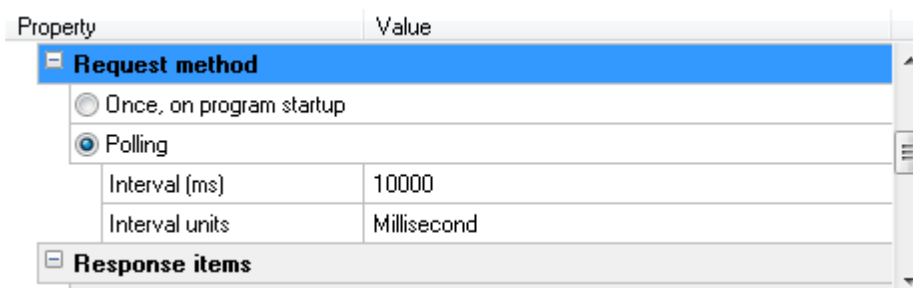 Property Value
Request method
Once, on program startup
Polling
Interval (ms) 10000
Interval units Millisecond
Response items